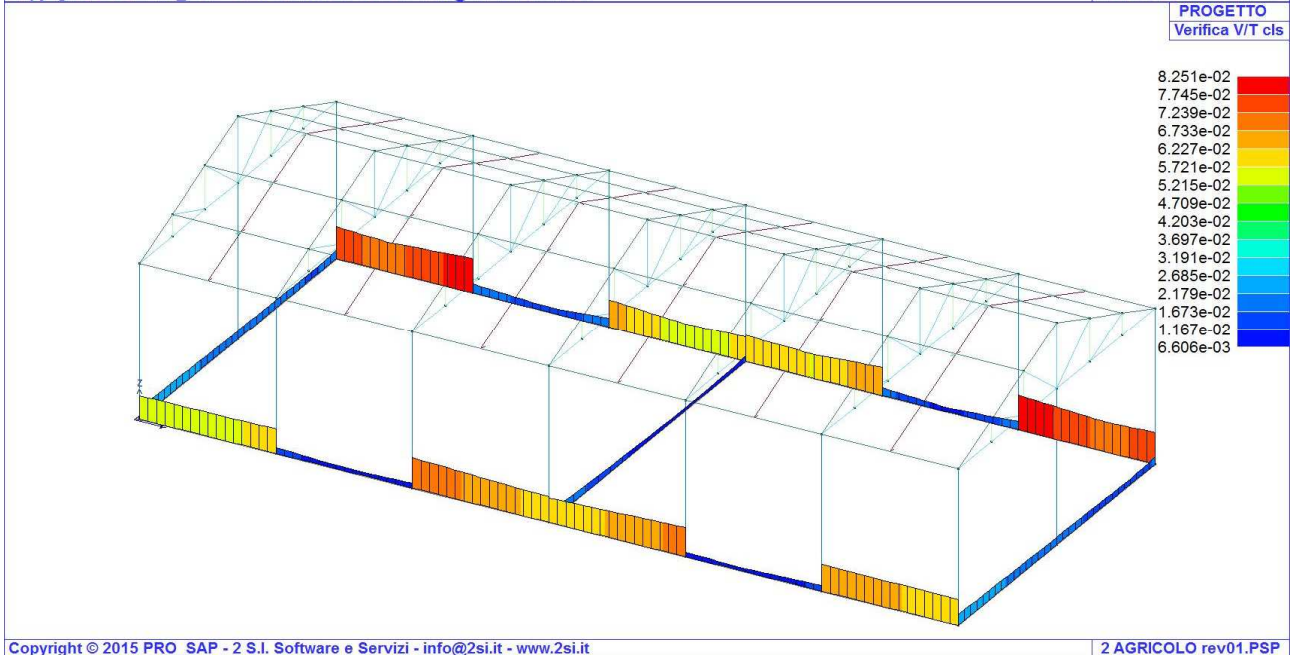 PROGETTO
Verifica V/T cls
8.251e-02
7.745e-02
7.239e-02
6.733e-02
6.227e-02
5.721e-02
5.215e-02
4.709e-02
4.203e-02
3.697e-02
3.191e-02
2.685e-02
2.179e-02
1.673e-02
1.167e-02
6.606e-03
Z
Copyright © 2015 PRO_SAP - 2 S.I. Software e Servizi - info@2si.it - www.2si.it
2 AGRICOLO rev01.PSP